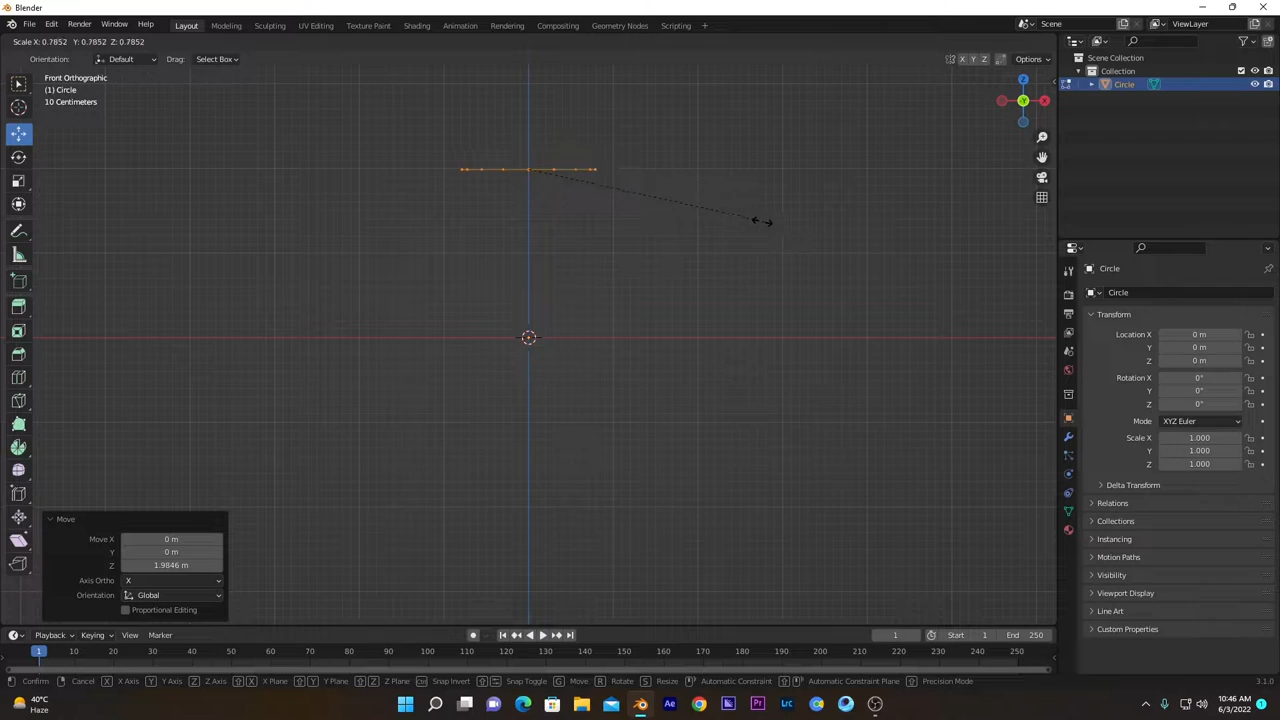 Blender
File Edit Render Window Help Layout Modeling Sculpting UV Editing Texture Paint Shading Animation Rendering Compositing Geometry Nodes Scripting + Scene ViewLayer
Scale X: 0.7852 Y: 0.7852 Z: 0.7852
Orientation: Default Drag: Select Box X Y Z Options
Front Orthographic
(1) Circle
10 Centimeters
Z
-Y
X
Scene Collection
Collection
Circle
Circle
Circle
Transform
Location X 0 m
Y 0 m
Z 0 m
Rotation X 0°
Y 0°
Z 0°
Mode XYZ Euler
Scale X 1.000
Y 1.000
Z 1.000
Delta Transform
Relations
Collections
Instancing
Motion Paths
Visibility
Viewport Display
Line Art
Custom Properties
Move
Move X 0 m
Y 0 m
Z 1.9846 m
Axis Ortho X
Orientation Global
Proportional Editing
Playback Keying View Marker 1 Start 1 End 250
1 10 20 30 40 50 60 70 80 90 100 110 120 130 140 150 160 170 180 190 200 210 220 230 240 250
Confirm Cancel X X Axis Y Y Axis Z Z Axis X X Plane Y Y Plane Z Z Plane Snap Invert Snap Toggle G Move R Rotate S Resize Automatic Constraint Automatic Constraint Plane Precision Mode 3.1.0
40°C
Haze
Ae Pr Lrc
10:46 AM
6/3/2022